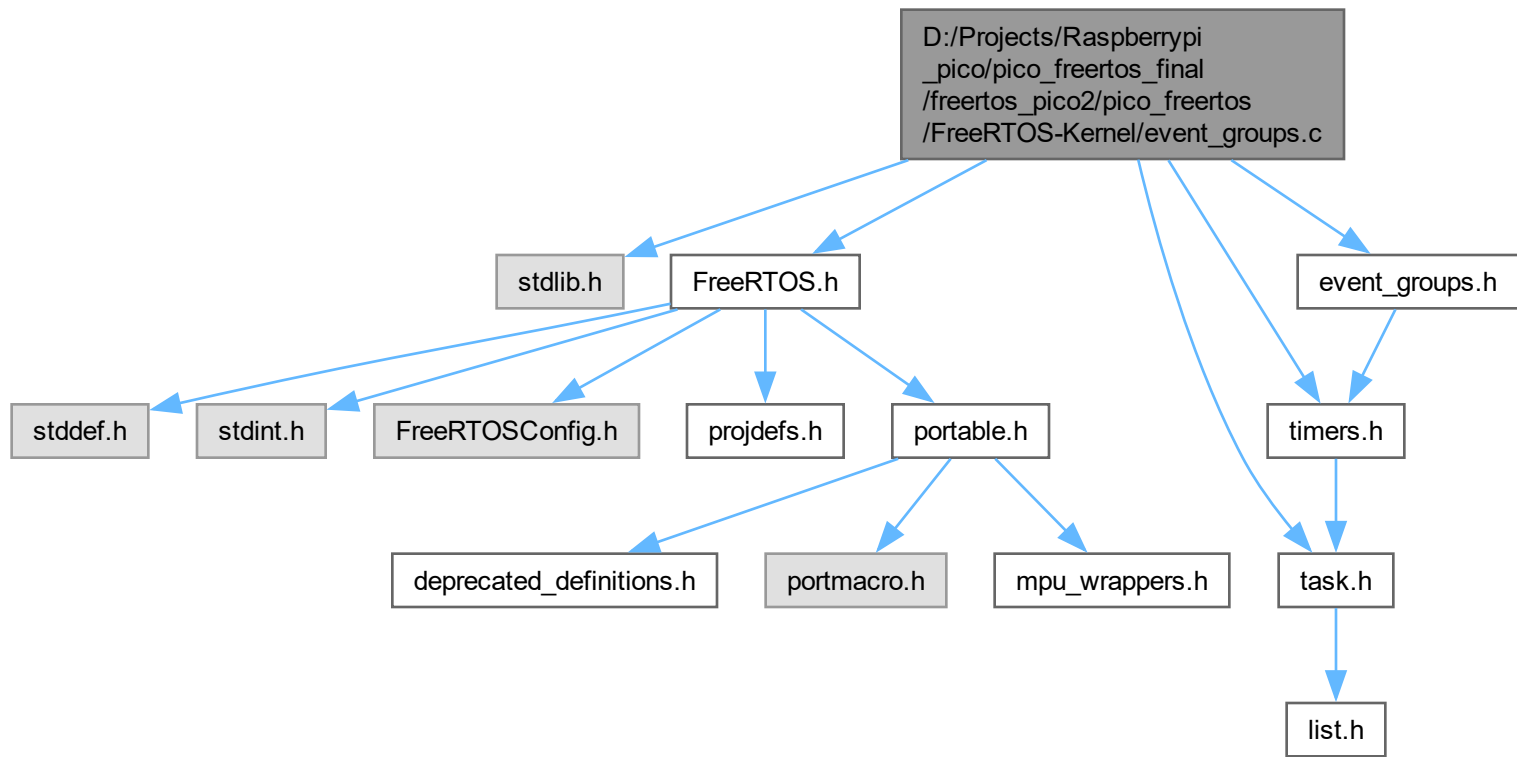 D:/Projects/Raspberrypi
_pico/pico_freertos_final
/freertos_pico2/pico_freertos
/FreeRTOS-Kernel/event_groups.c
stdlib.h
FreeRTOS.h
event_groups.h
stddef.h
stdint.h
FreeRTOSConfig.h
projdefs.h
portable.h
timers.h
deprecated_definitions.h
portmacro.h
mpu_wrappers.h
task.h
list.h